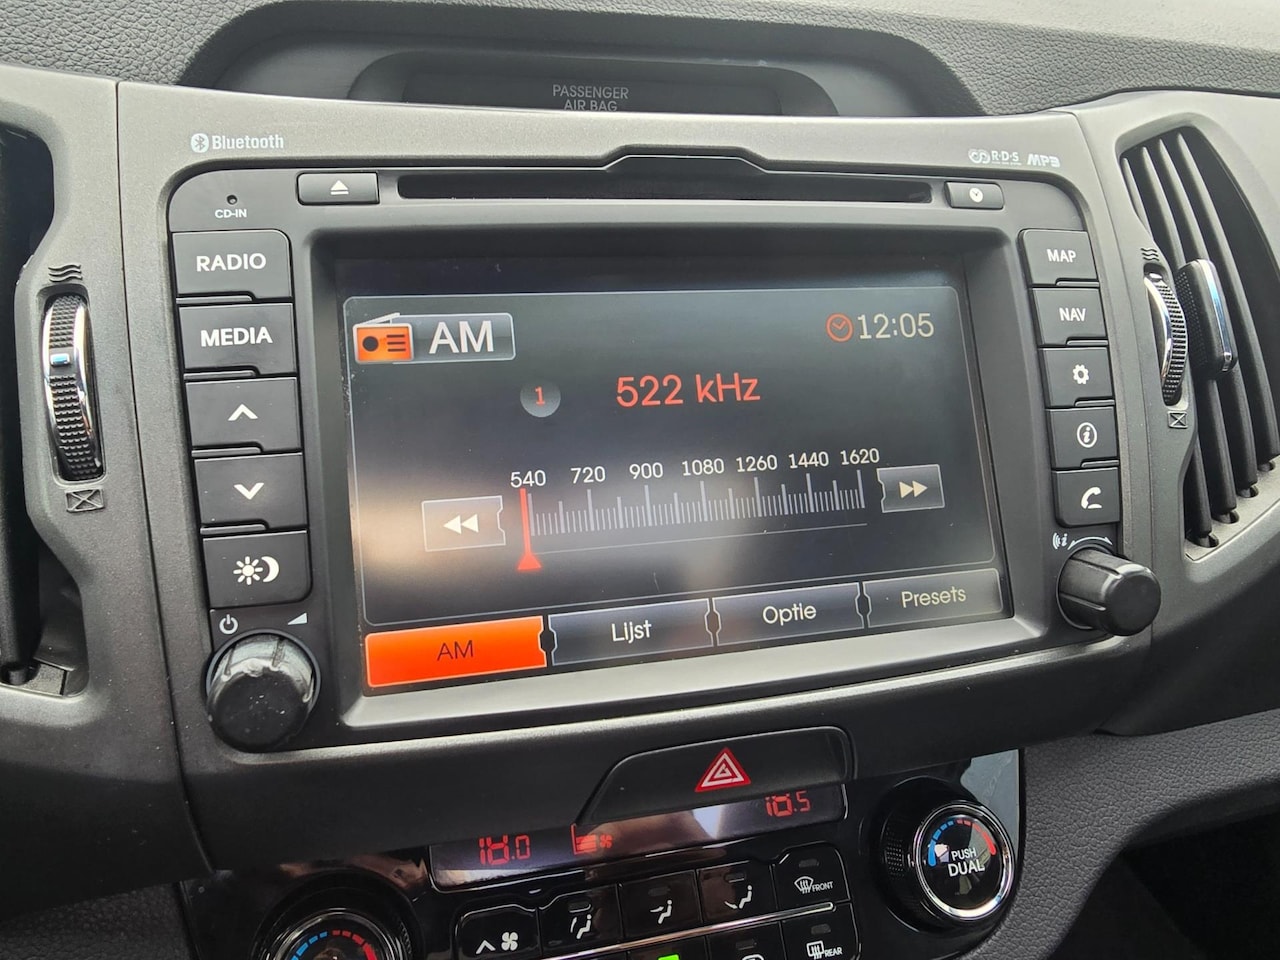 PASSENGER
AIR BAG
Bluetooth
R·D·S
MP3
CD-IN
RADIO
MAP
MEDIA
NAV
AM
12:05
1
522 kHz
540 720 900 1080 1260 1440 1620
AM
Lijst
Optie
Presets
18.0
18.5
PUSH
DUAL
FRONT
REAR